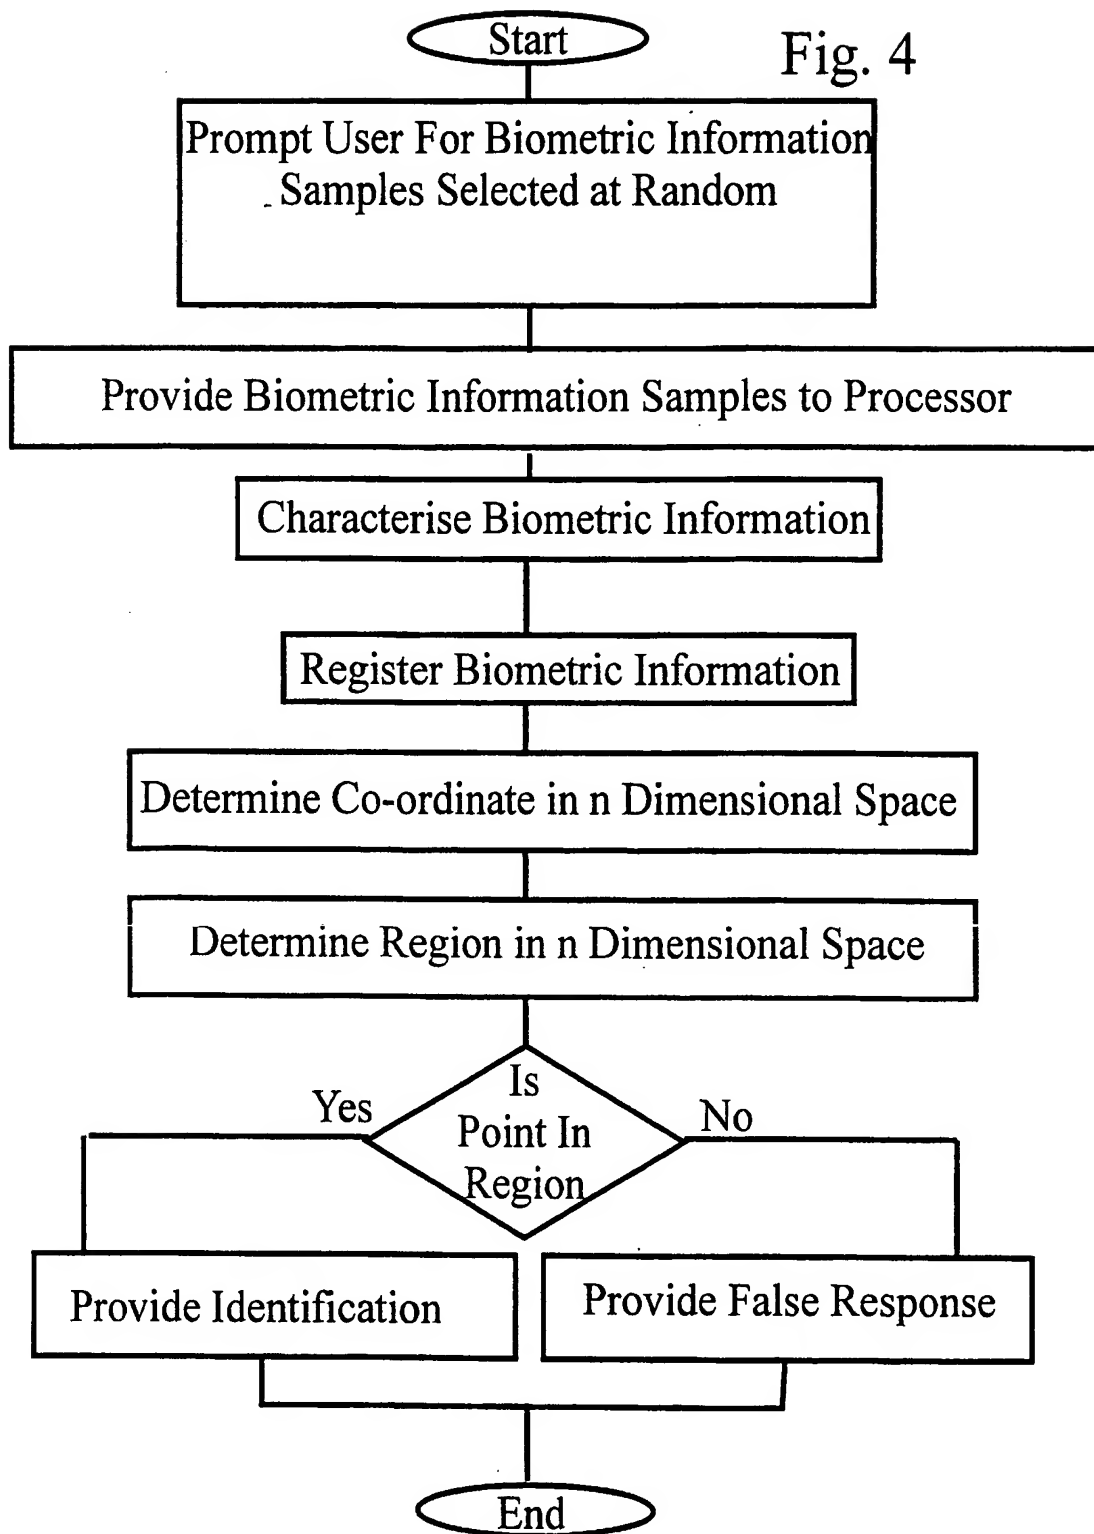 Start
Fig. 4
Prompt User For Biometric Information
Samples Selected at Random
Provide Biometric Information Samples to Processor
Characterise Biometric Information
Register Biometric Information
Determine Co-ordinate in n Dimensional Space
Determine Region in n Dimensional Space
Is
Point In
Region
Yes
No
Provide Identification
Provide False Response
End